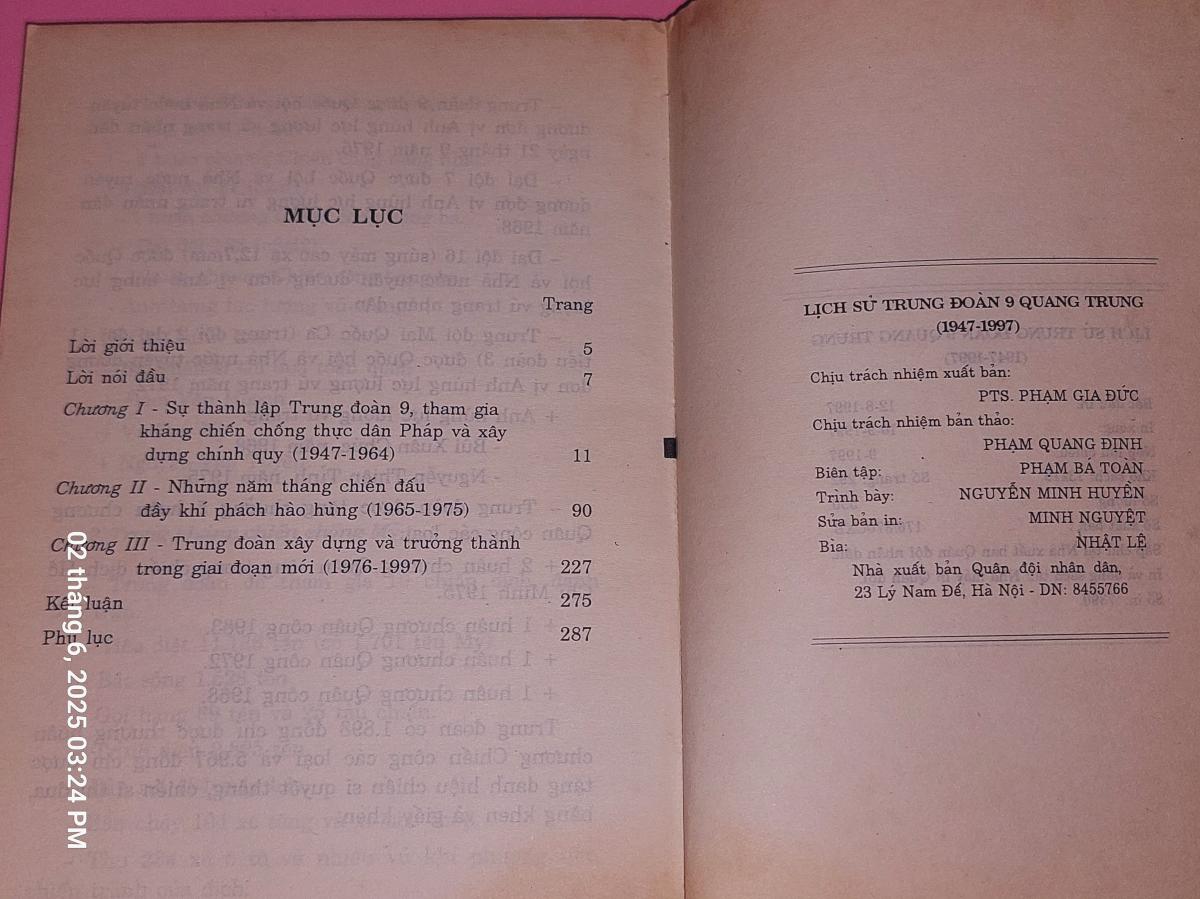 MỤC LỤC
Trang
Lời giới thiệu 5
Lời nói đầu 7
Chương I - Sự thành lập Trung đoàn 9, tham gia
kháng chiến chống thực dân Pháp và xây
dựng chính quy (1947-1964) 11
Chương II - Những năm tháng chiến đấu
đầy khí phách hào hùng (1965-1975) 90
Chương III - Trung đoàn xây dựng và trưởng thành
trong giai đoạn mới (1976-1997) 227
Kết luận 275
Phụ lục 287
02 tháng 6, 2025 03:24 PM
LỊCH SỬ TRUNG ĐOÀN 9 QUANG TRUNG
(1947-1997)
Chịu trách nhiệm xuất bản:
PTS. PHẠM GIA ĐỨC
Chịu trách nhiệm bản thảo:
PHẠM QUANG ĐỊNH
Biên tập: PHẠM BÁ TOÀN
Trình bày: NGUYỄN MINH HUYỀN
Sửa bản in: MINH NGUYỆT
Bìa: NHẬT LỆ
Nhà xuất bản Quân đội nhân dân,
23 Lý Nam Đế, Hà Nội - DN: 8455766